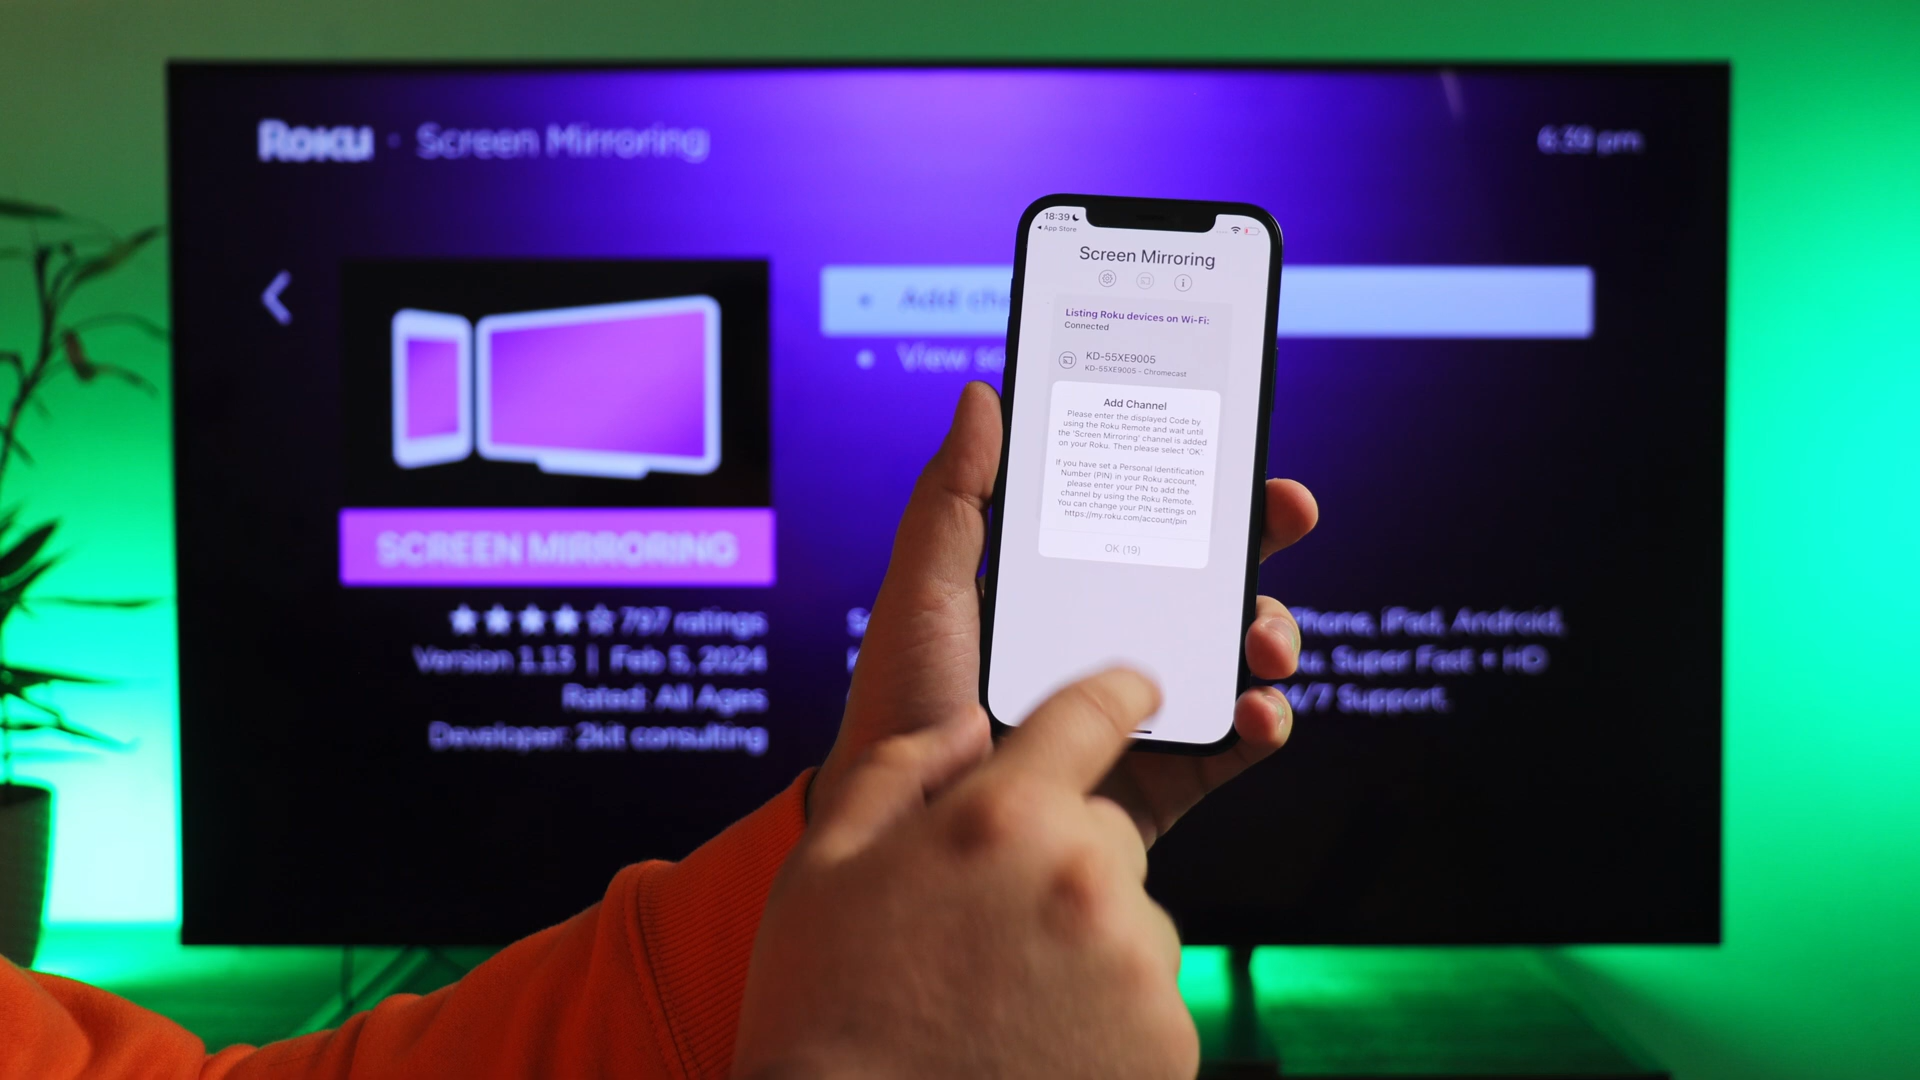 Roku · Screen Mirroring
6:39 pm
Add
View
SCREEN MIRRORING
797 ratings
Version 1.13 | Feb 5, 2024
Rated: All Ages
Developer: 2kit consulting
Phone, iPad, Android,
Super Fast • HD
/7 Support.
18:39
◂ App Store
Screen Mirroring
Listing Roku devices on Wi-Fi:
Connected
KD-55XE9005
KD-55XE9005 - Chromecast
Add Channel
Please enter the displayed Code by
using the Roku Remote and wait until
the 'Screen Mirroring' channel is added
on your Roku. Then please select 'OK'
If you have set a Personal Identification
Number (PIN) in your Roku account,
please enter your PIN to add the
channel by using the Roku Remote.
You can change your PIN settings on
https://my.roku.com/account/pin
OK (19)